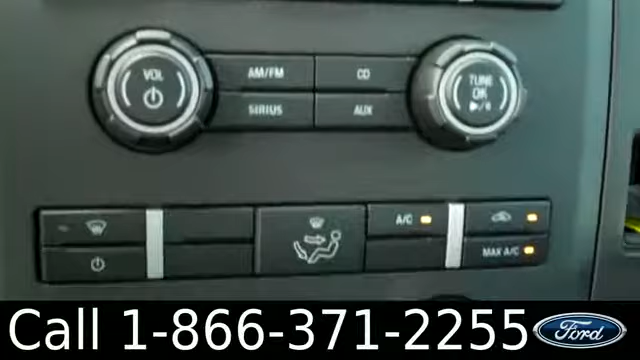 VOL
AM/FM
CD
TUNE
OK
SIRIUS
AUX
A/C
MAX A/C
Call 1-866-371-2255
Ford